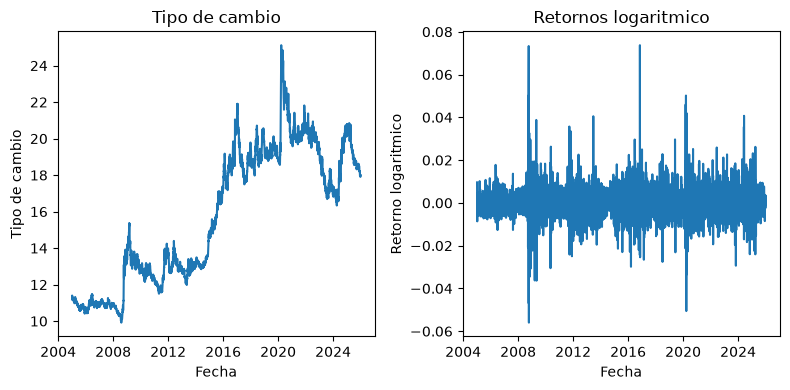 Tipo de cambio
Tipo de cambio
24
22
20
18
16
14
12
10
2004 2008 2012 2016 2020 2024
Fecha
Retornos logaritmico
Retorno logaritmico
0.08
0.06
0.04
0.02
0.00
−0.02
−0.04
−0.06
2004 2008 2012 2016 2020 2024
Fecha